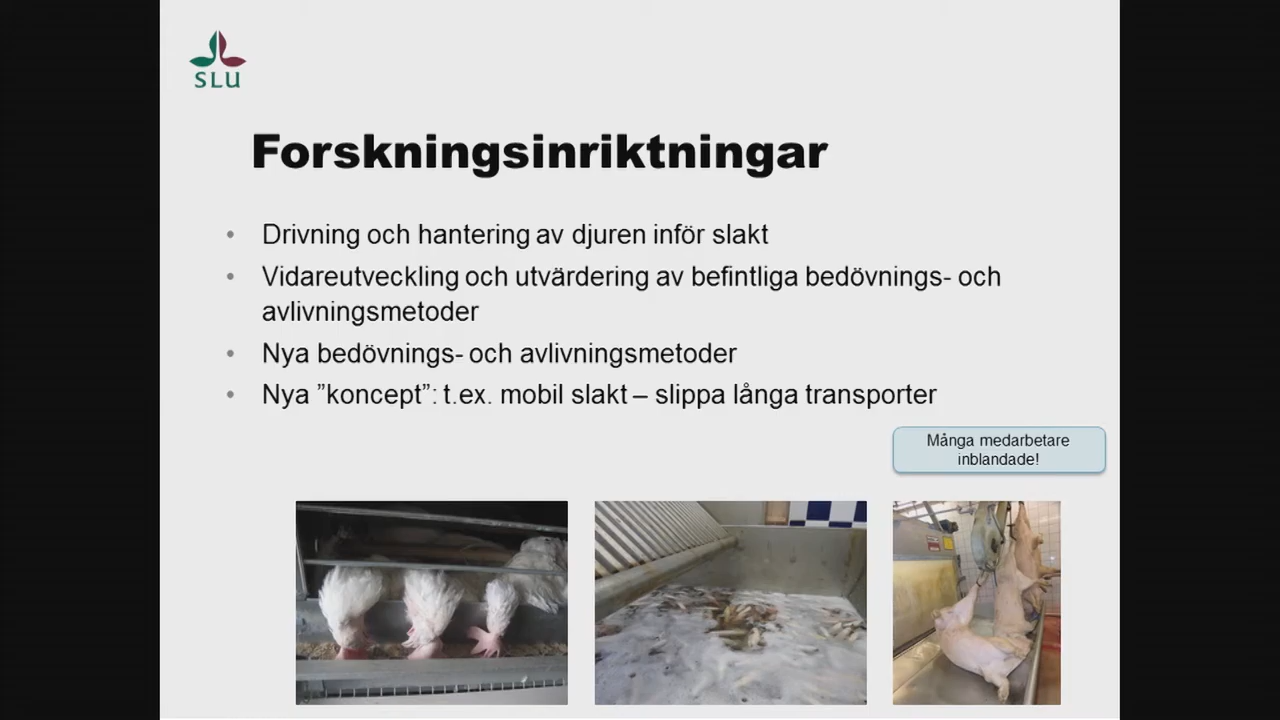 SLU
Forskningsinriktningar
• Drivning och hantering av djuren inför slakt
• Vidareutveckling och utvärdering av befintliga bedövnings- och
avlivningsmetoder
• Nya bedövnings- och avlivningsmetoder
• Nya ”koncept”: t.ex. mobil slakt – slippa långa transporter
Många medarbetare
inblandade!